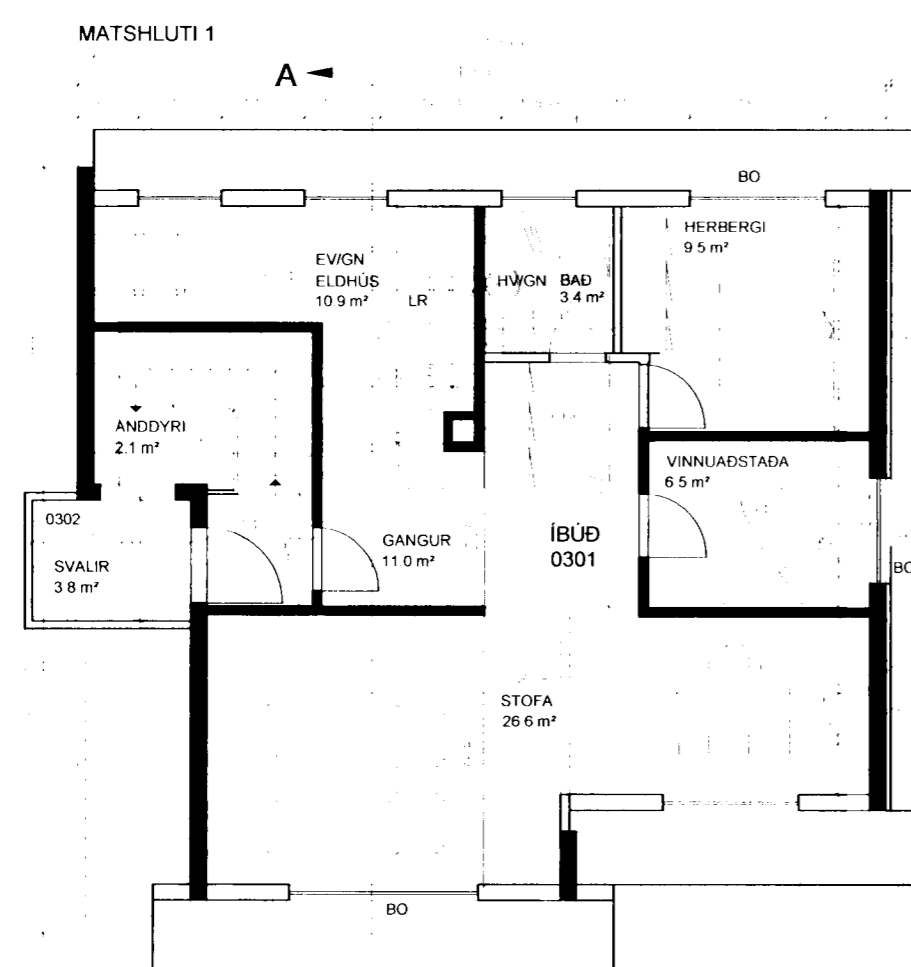 MATSHLUTI 1
A
BO
HERBERGI
9.5 m²
EV/GN
ELDHÚS
10.9 m²
LR
HV/GN BAÐ
3.4 m²
ANDDYRI
2.1 m²
VINNUAÐSTAÐA
6.5 m²
0302
SVALIR
3.8 m²
GANGUR
11.0 m²
ÍBÚÐ
0301
BO
STOFA
26.6 m²
BO